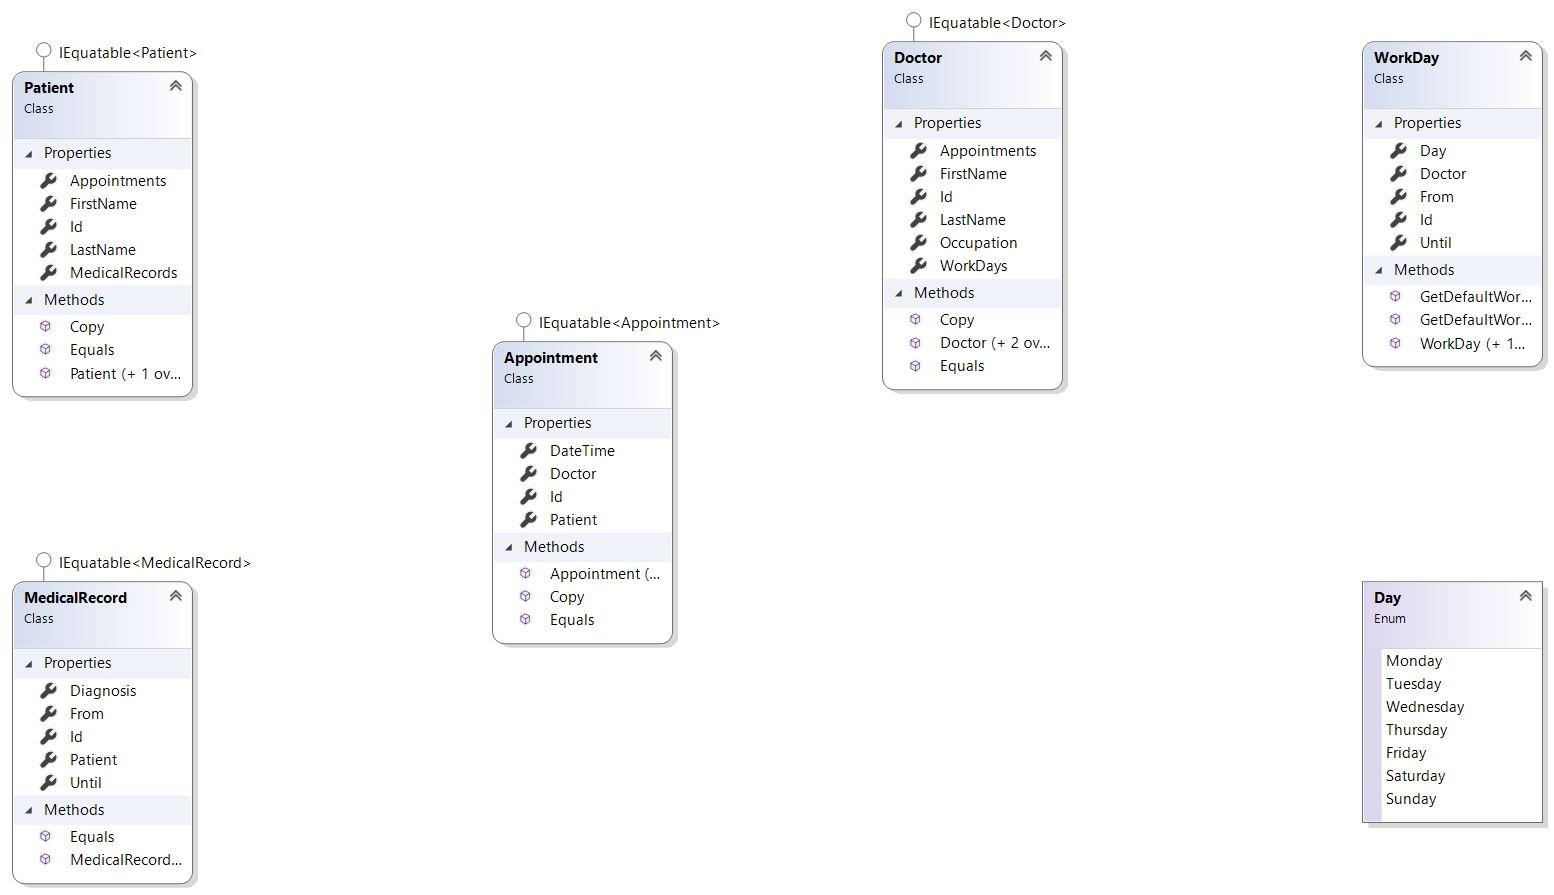 IEquatable<Patient>
Patient
Class
Properties
Appointments
FirstName
Id
LastName
MedicalRecords
Methods
Copy
Equals
Patient (+ 1 ov...
IEquatable<MedicalRecord>
MedicalRecord
Class
Properties
Diagnosis
From
Id
Patient
Until
Methods
Equals
MedicalRecord...
IEquatable<Appointment>
Appointment
Class
Properties
DateTime
Doctor
Id
Patient
Methods
Appointment (...
Copy
Equals
IEquatable<Doctor>
Doctor
Class
Properties
Appointments
FirstName
Id
LastName
Occupation
WorkDays
Methods
Copy
Doctor (+ 2 ov...
Equals
WorkDay
Class
Properties
Day
Doctor
From
Id
Until
Methods
GetDefaultWor...
GetDefaultWor...
WorkDay (+ 1...
Day
Enum
Monday
Tuesday
Wednesday
Thursday
Friday
Saturday
Sunday